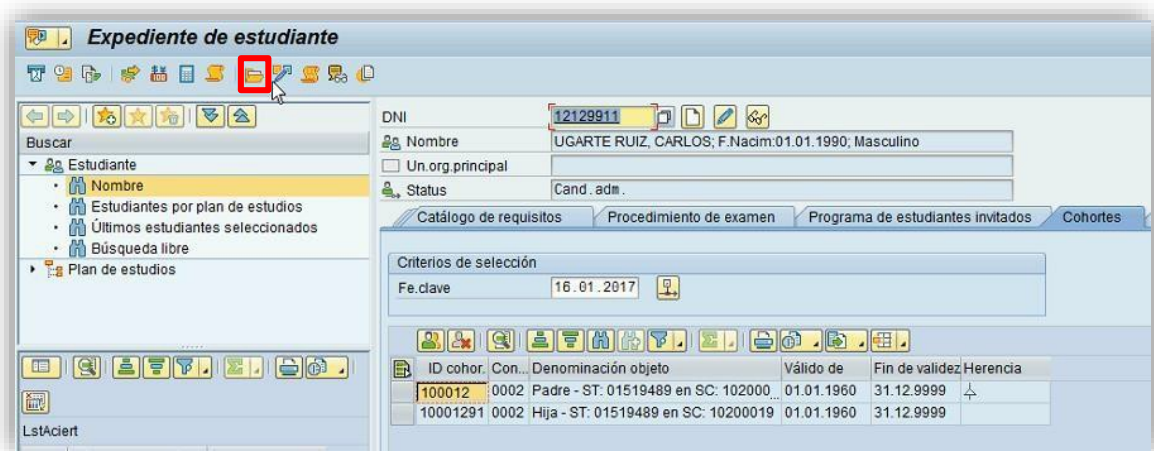 Expediente de estudiante
Buscar
Estudiante
Nombre
Estudiantes por plan de estudios
Últimos estudiantes seleccionados
Búsqueda libre
Plan de estudios
LstAciert
DNI 12129911
Nombre UGARTE RUIZ, CARLOS; F.Nacim:01.01.1990; Masculino
Un.org.principal
Status Cand.adm.
Catálogo de requisitos Procedimiento de examen Programa de estudiantes invitados Cohortes
Criterios de selección
Fe.clave 16.01.2017
ID cohor. Con... Denominación objeto Válido de Fin de validez Herencia
100012 0002 Padre - ST: 01519489 en SC: 102000... 01.01.1960 31.12.9999
10001291 0002 Hija - ST: 01519489 en SC: 10200019 01.01.1960 31.12.9999